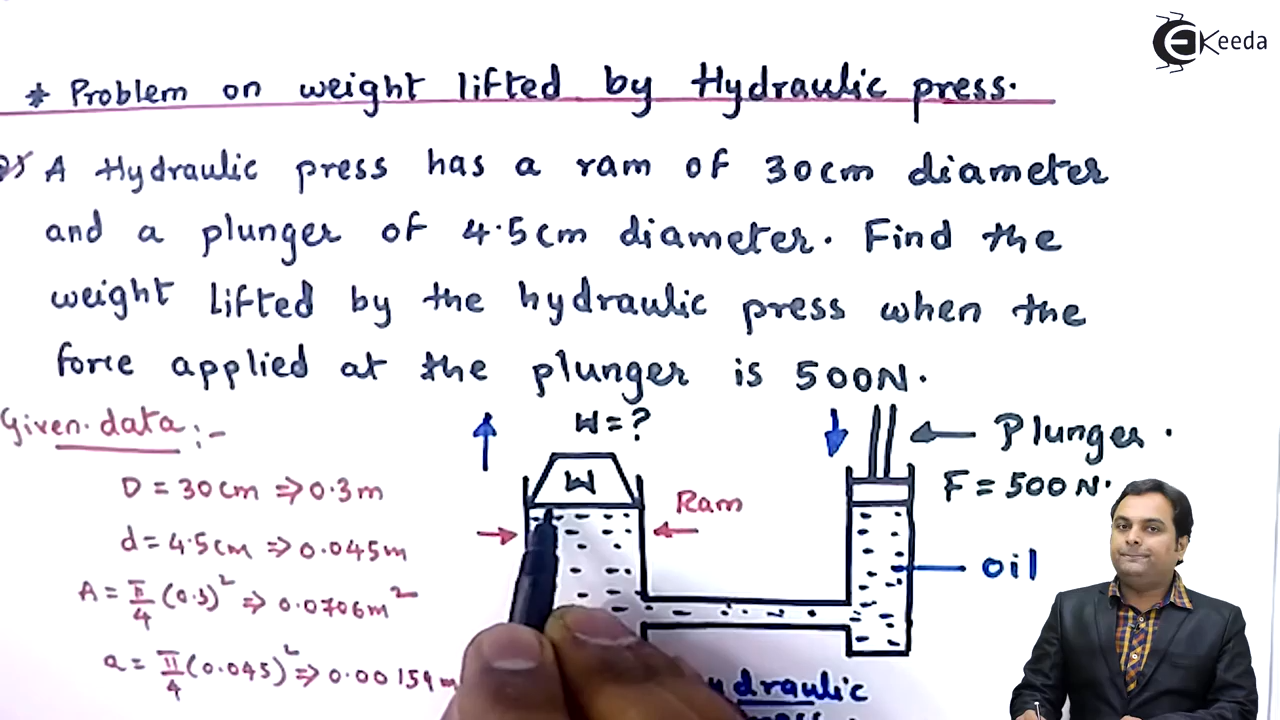 EKeeda
* Problem on weight lifted by Hydraulic press.
A Hydraulic press has a ram of 30cm diameter
and a plunger of 4.5cm diameter. Find the
weight lifted by the hydraulic press when the
force applied at the plunger is 500N.
Given data :-
D = 30cm ⇒ 0.3m
d = 4.5cm ⇒ 0.045m
A = π/4 (0.3)² ⇒ 0.0706m²
a = π/4 (0.045)² ⇒ 0.00159m
W = ?
W
Ram
Plunger.
F = 500N.
oil
draulic